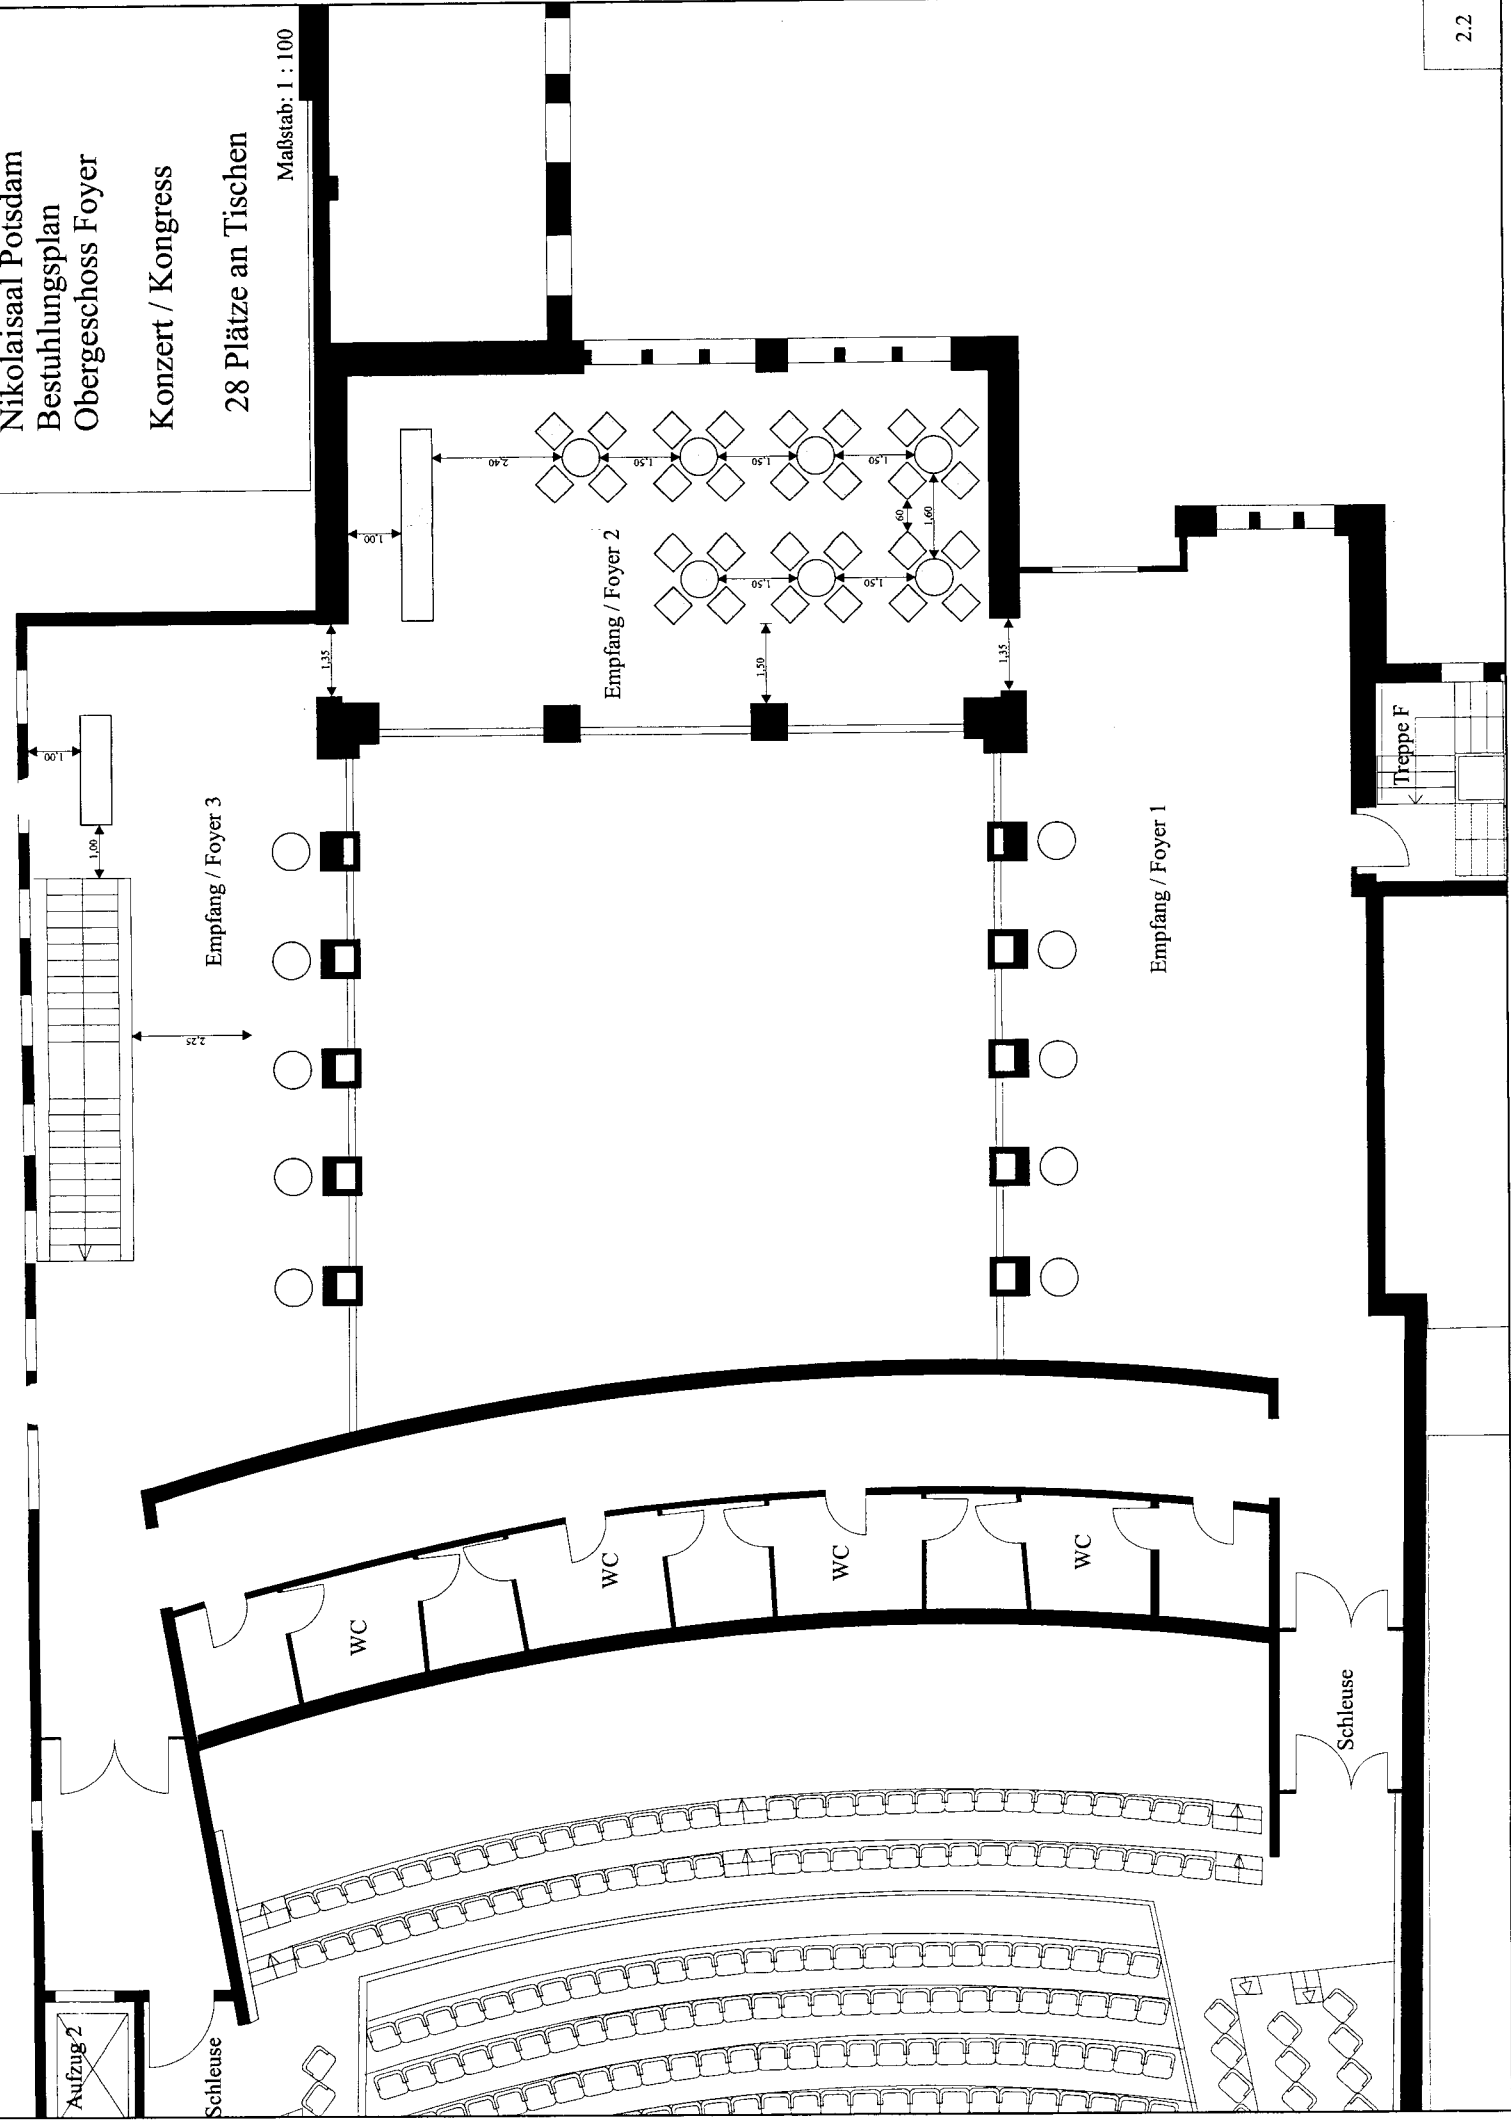 Nikolaisaal Potsdam
Bestuhlungsplan
Obergeschoss Foyer
Konzert / Kongress
28 Plätze an Tischen
Maßstab: 1 : 100
2.2
2,40
1,50
1,50
1,50
1,00
60
1,60
Empfang / Foyer 2
1,50
1,50
1,35
1,50
1,35
1,00
1,00
Empfang / Foyer 3
2,25
Empfang / Foyer 1
Treppe F
WC
WC
WC
WC
Schleuse
Aufzug 2
Schleuse